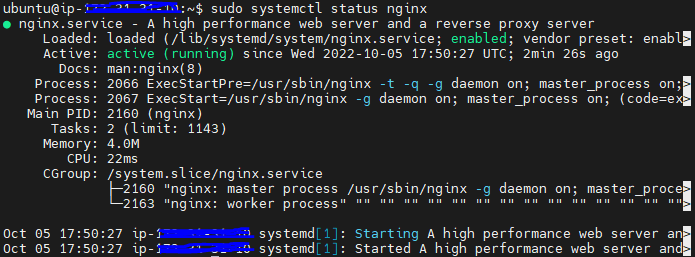 ubuntu@ip-:~$ sudo systemctl status nginx
● nginx.service - A high performance web server and a reverse proxy server
Loaded: loaded (/lib/systemd/system/nginx.service; enabled; vendor preset: enabl>
Active: active (running) since Wed 2022-10-05 17:50:27 UTC; 2min 26s ago
Docs: man:nginx(8)
Process: 2066 ExecStartPre=/usr/sbin/nginx -t -q -g daemon on; master_process on;>
Process: 2067 ExecStart=/usr/sbin/nginx -g daemon on; master_process on; (code=ex>
Main PID: 2160 (nginx)
Tasks: 2 (limit: 1143)
Memory: 4.0M
CPU: 22ms
CGroup: /system.slice/nginx.service
├─2160 "nginx: master process /usr/sbin/nginx -g daemon on; master_proce>
└─2163 "nginx: worker process" "" "" "" "" "" "" "" "" "" "" "" "" "" "">
Oct 05 17:50:27 ip- systemd[1]: Starting A high performance web server an>
Oct 05 17:50:27 ip- systemd[1]: Started A high performance web server and>